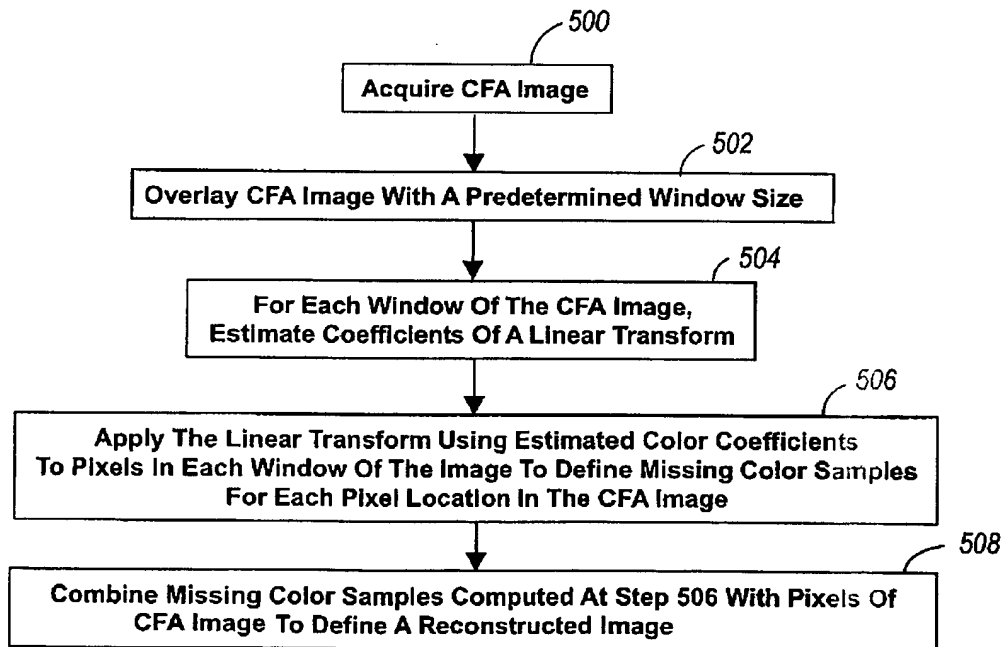 500
Acquire CFA Image
502
Overlay CFA Image With A Predetermined Window Size
504
For Each Window Of The CFA Image,
Estimate Coefficients Of A Linear Transform
506
Apply The Linear Transform Using Estimated Color Coefficients
To Pixels In Each Window Of The Image To Define Missing Color Samples
For Each Pixel Location In The CFA Image
508
Combine Missing Color Samples Computed At Step 506 With Pixels Of
CFA Image To Define A Reconstructed Image